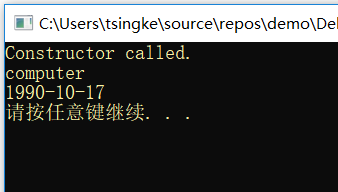 C:\Users\tsingke\source\repos\demo\De
Constructor called.
computer
1990-10-17
请按任意键继续. . .